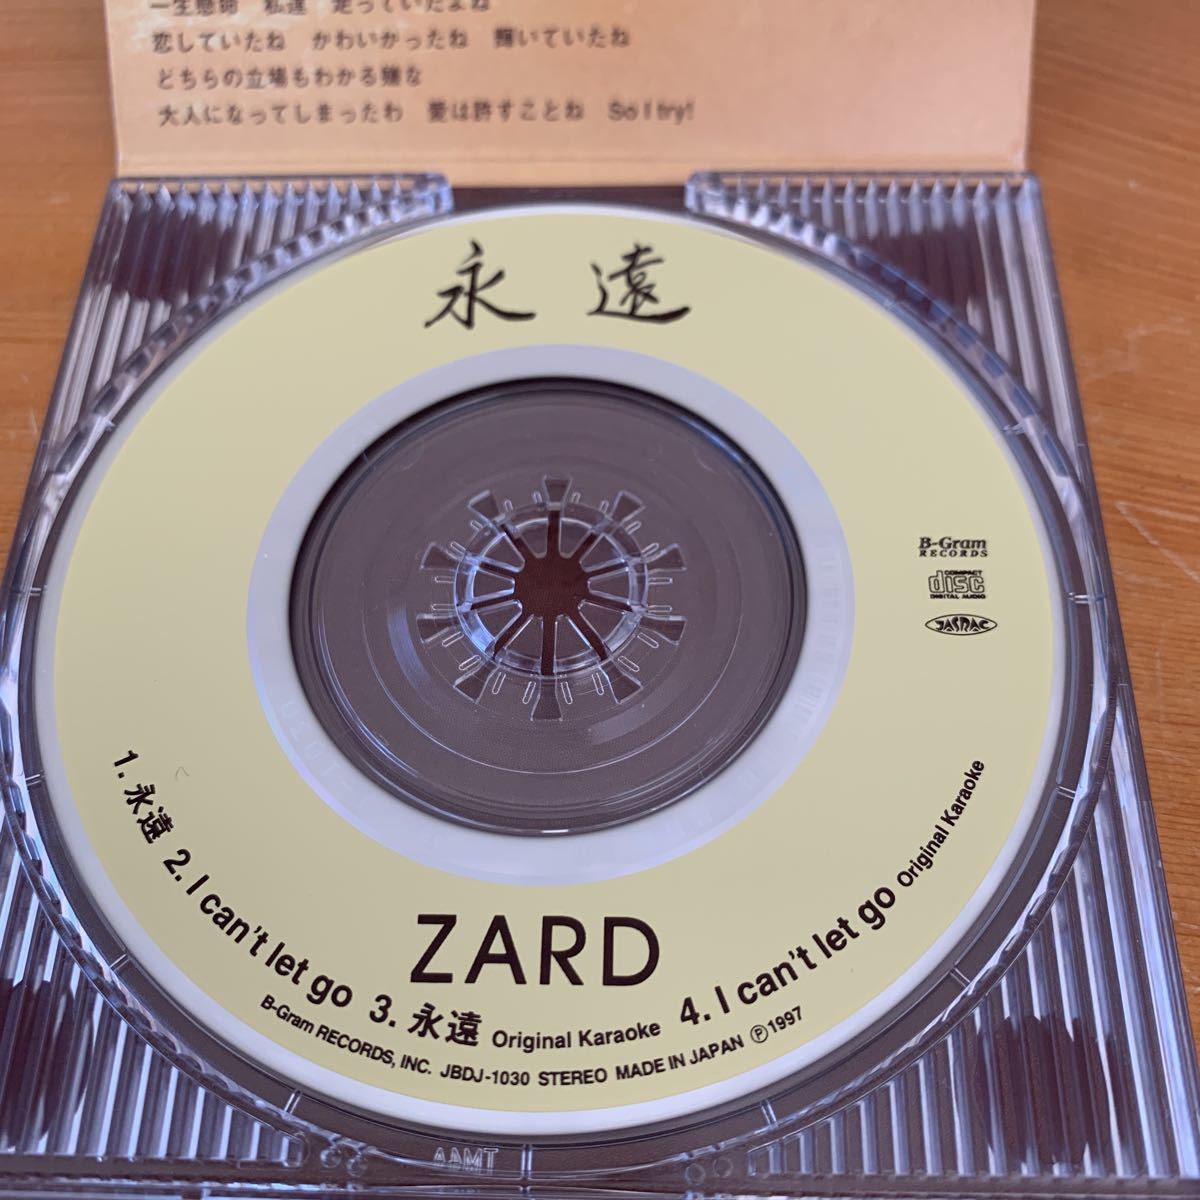 一生懸命　私達　走っていたよね
恋していたね　かわいかったね　輝いていたね
どちらの立場もわかる様な
大人になってしまったわ　愛は許すことね　So I try!
永遠
B-Gram
RECORDS
COMPACT
disc
DIGITAL AUDIO
JASRAC
ZARD
1. 永遠 2. I can't let go 3. 永遠 Original Karaoke 4. I can't let go Original Karaoke
B-Gram RECORDS, INC. JBDJ-1030 STEREO MADE IN JAPAN Ⓟ1997